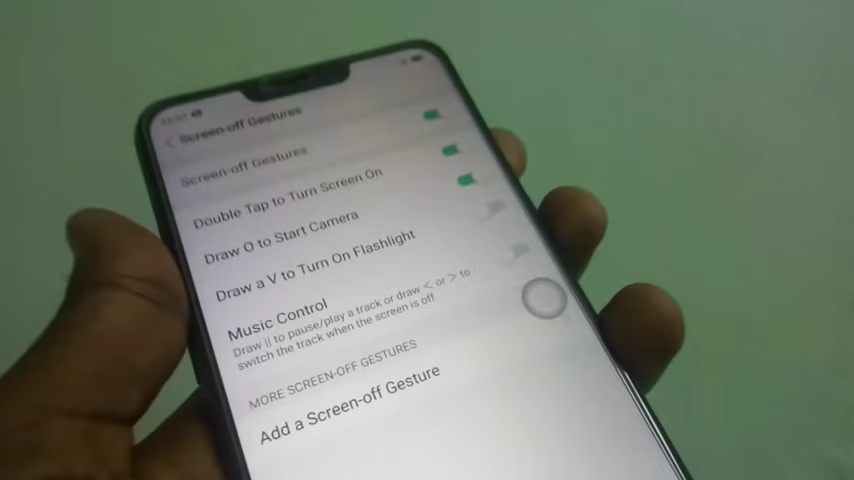 Screen-off Gestures
Screen-off Gestures
Double Tap to Turn Screen On
Draw O to Start Camera
Draw a V to Turn On Flashlight
Music Control
Draw || to pause/play a track or draw < or > to
switch the track when the screen is off
MORE SCREEN-OFF GESTURES
Add a Screen-off Gesture